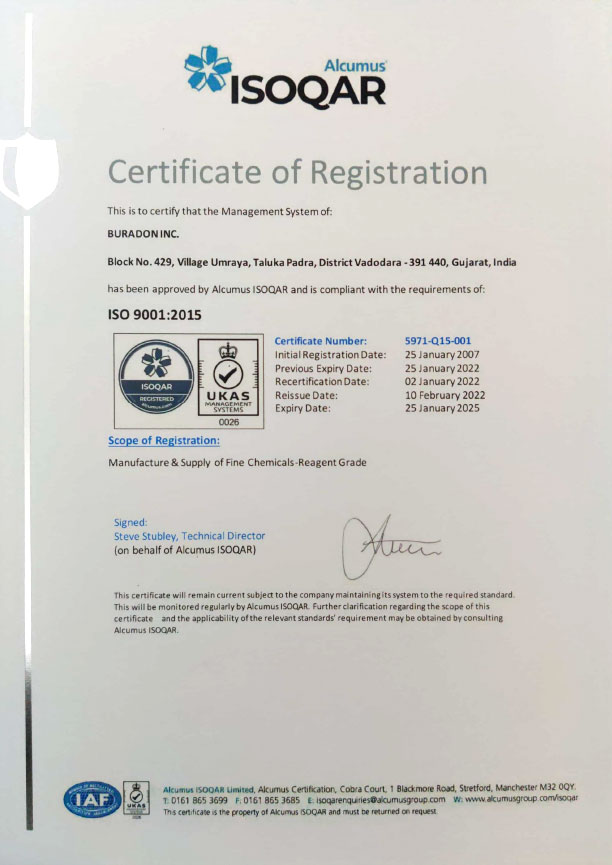 Alcumus
ISOQAR
Certificate of Registration
This is to certify that the Management System of:
BURADON INC.
Block No. 429, Village Umraya, Taluka Padra, District Vadodara - 391 440, Gujarat, India
has been approved by Alcumus ISOQAR and is compliant with the requirements of:
ISO 9001:2015
ISOQAR
REGISTERED
UKAS
MANAGEMENT
SYSTEMS
0026
Certificate Number: 5971-Q15-001
Initial Registration Date: 25 January 2007
Previous Expiry Date: 25 January 2022
Recertification Date: 02 January 2022
Reissue Date: 10 February 2022
Expiry Date: 25 January 2025
Scope of Registration:
Manufacture & Supply of Fine Chemicals-Reagent Grade
Signed:
Steve Stubley, Technical Director
(on behalf of Alcumus ISOQAR)
This certificate will remain current subject to the company maintaining its system to the required standard.
This will be monitored regularly by Alcumus ISOQAR. Further clarification regarding the scope of this
certificate and the applicability of the relevant standards' requirement may be obtained by consulting
Alcumus ISOQAR.
IAF
UKAS
Alcumus ISOQAR Limited, Alcumus Certification, Cobra Court, 1 Blackmore Road, Stretford, Manchester M32 0QY.
T: 0161 865 3699 F: 0161 865 3685 E: isoqarenquiries@alcumusgroup.com W: www.alcumusgroup.com/isoqar
This certificate is the property of Alcumus ISOQAR and must be returned on request.